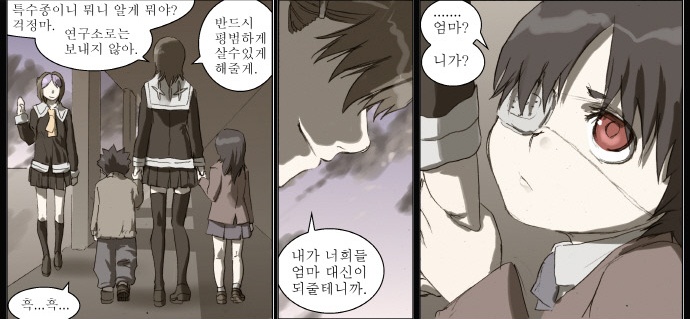 특수종이니 뭐니 알게 뭐야?
걱정마.
연구소로는
보내지 않아.
반드시
평범하게
살수있게
해줄게.
흑...흑...
내가 너희들
엄마 대신이
되줄테니까.
.......
엄마?
니가?